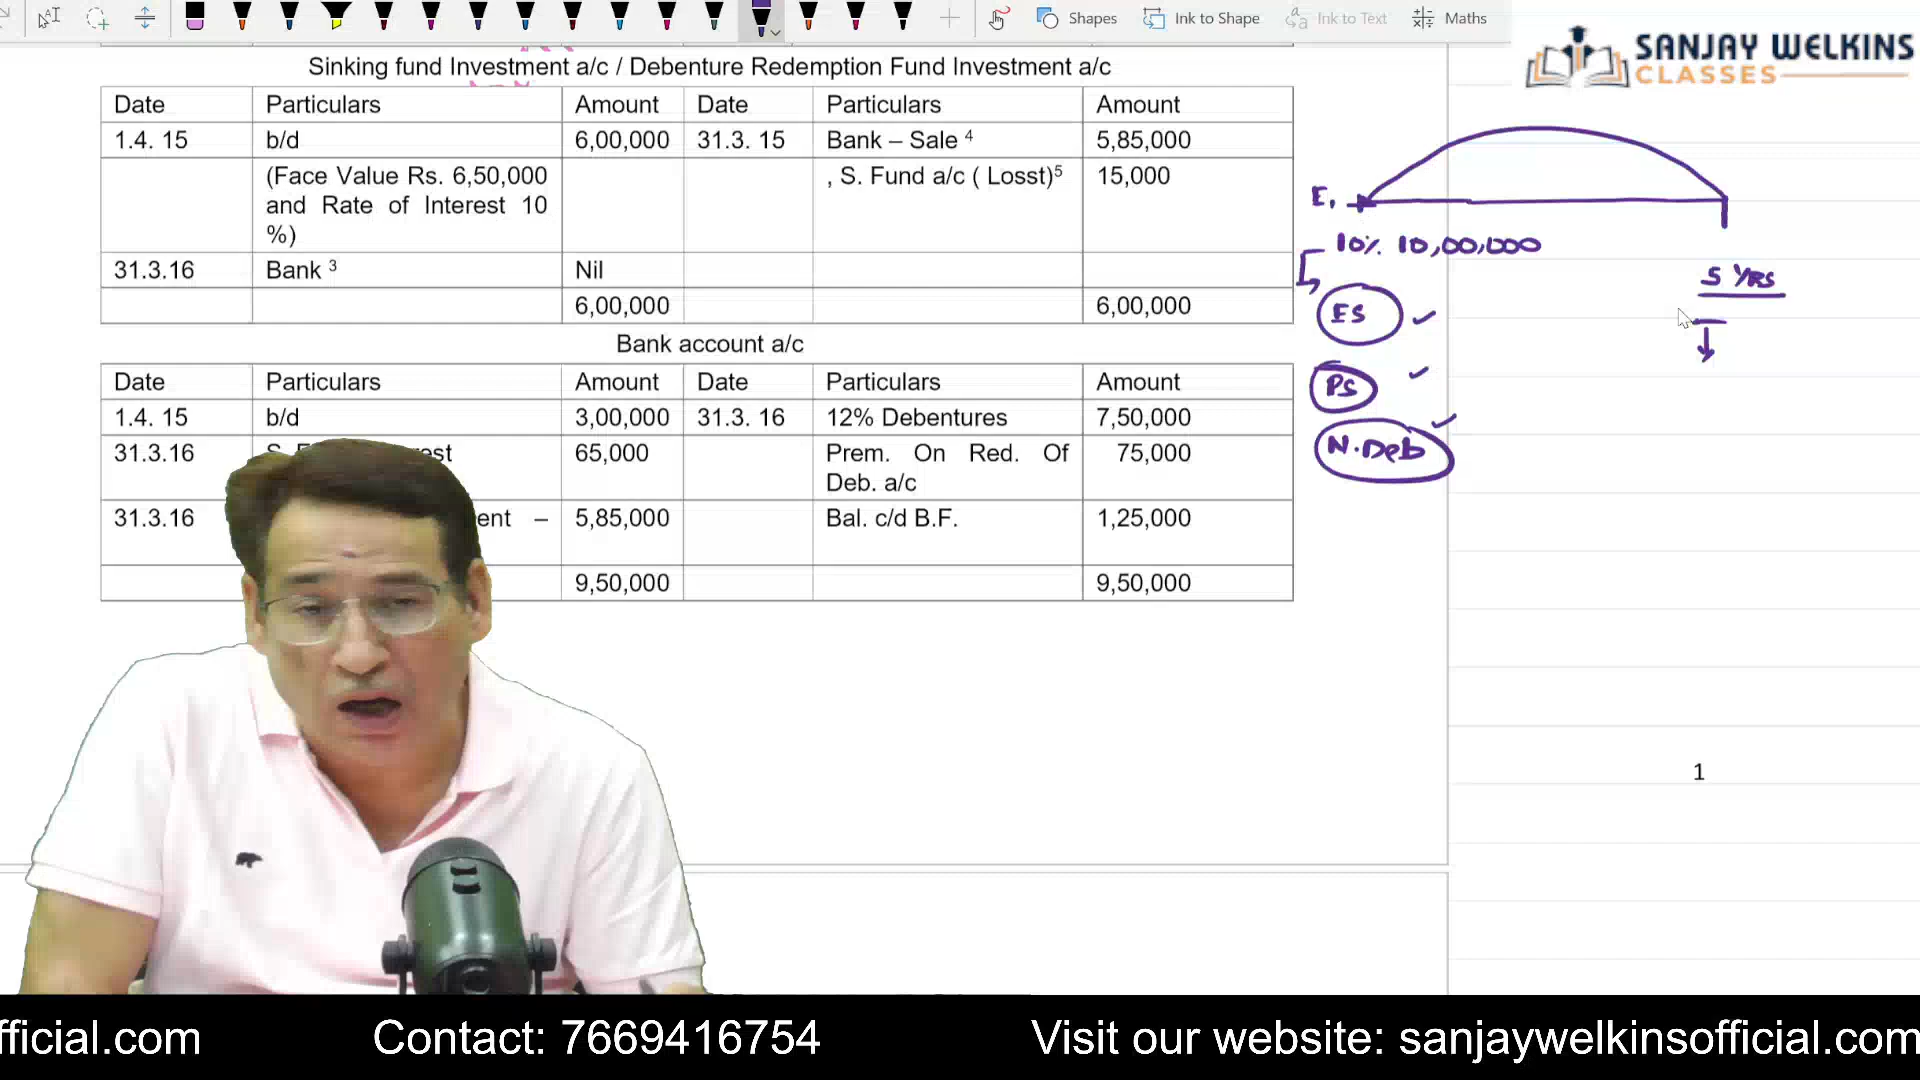 Shapes Ink to Shape Ink to Text Maths
SANJAY WELKINS
CLASSES
Sinking fund Investment a/c / Debenture Redemption Fund Investment a/c
Date Particulars Amount Date Particulars Amount
1.4. 15 b/d 6,00,000 31.3. 15 Bank – Sale ⁴ 5,85,000
(Face Value Rs. 6,50,000 , S. Fund a/c ( Losst)⁵ 15,000
and Rate of Interest 10
%)
31.3.16 Bank ³ Nil
6,00,000 6,00,000
Bank account a/c
Date Particulars Amount Date Particulars Amount
1.4. 15 b/d 3,00,000 31.3. 16 12% Debentures 7,50,000
31.3.16 65,000 Prem. On Red. Of 75,000
Deb. a/c
31.3.16 – 5,85,000 Bal. c/d B.F. 1,25,000
9,50,000 9,50,000
E.
10% 10,00,000
5 YRS
ES
PS
N.Deb
1
fficial.com Contact: 7669416754 Visit our website: sanjaywelkinsofficial.com